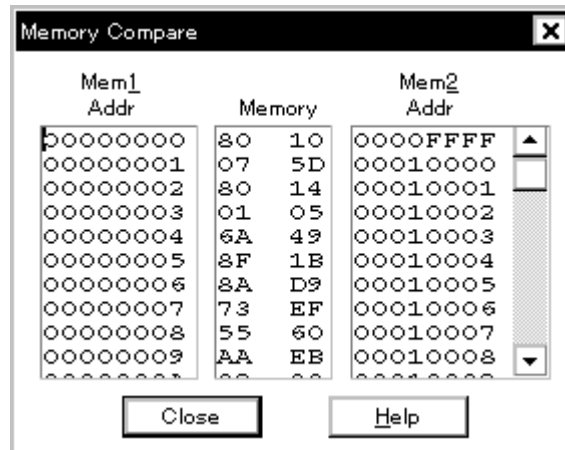 Memory Compare
Mem1 Mem2
Addr Memory Addr
00000000 80 10 0000FFFF
00000001 07 5D 00010000
00000002 80 14 00010001
00000003 01 05 00010002
00000004 6A 49 00010003
00000005 8F 1B 00010004
00000006 8A D9 00010005
00000007 73 EF 00010006
00000008 55 60 00010007
00000009 AA EB 00010008
Close Help